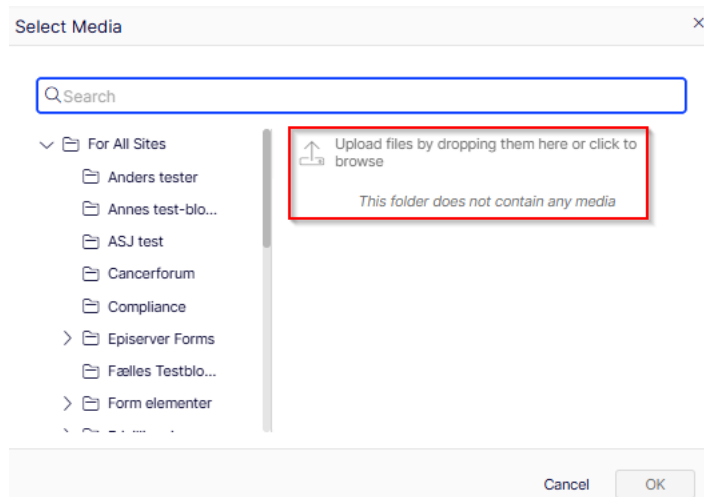 Select Media
Search
For All Sites
Anders tester
Annes test-blo...
ASJ test
Cancerforum
Compliance
Episerver Forms
Fælles Testblo...
Form elementer
Upload files by dropping them here or click to
browse
This folder does not contain any media
Cancel
OK